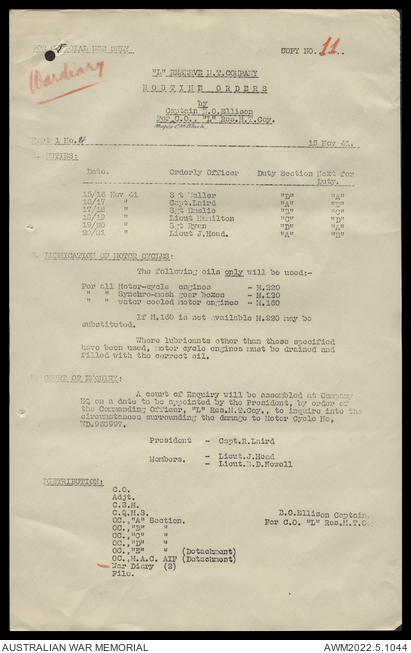 FOR OFFICIAL USE ONLY
COPY NO. 11.
Wardiary
"L" RESERVE M.T.COMPANY
ROUTINE ORDERS
by
Captain E.O.Ellison
For C.O., "L" Res.M.T.Coy.
Part 1 No.
15 Nov 41.
1. DUTIES:
Date. Orderly Officer Duty Section Next for Duty.
15/16 Nov 41 Sgt Waller "D" "A"
16/17 " Capt.Laird "A" "B"
17/18 " Sgt Emslie "B" "C"
18/19 " Lieut Hamilton "C" "D"
19/20 " Sgt Ryan "D" "A"
20/21 " Lieut J.Head. "A" "B"
2. LUBRICATION OF MOTOR CYCLES:
The following oils only will be used:-
For all Motor-cycle engines - M.220
" " Synchro-mesh gear boxes - M.120
" " water cooled motor engines - M.160
If M.160 is not available M.220 may be
substituted.
Where lubricants other than those specified
have been used, motor cycle engines must be drained and
filled with the correct oil.
3. COURT OF ENQUIRY:
A court of Enquiry will be assembled at Company
HQ on a date to be appointed by the President, by order of
the Commanding Officer, "L" Res.M.T.Coy., to inquire into the
circumstances surrounding the damage to Motor Cycle No,
WD.935997.
President - Capt.R.Laird
Members. - Lieut.J.Head
- Lieut.R.D.Nowell
DISTRIBUTION:
C.O.
Adjt.
C.S.M.
C.Q.M.S.
OC.,"A" Section.
OC.,"B" "
OC.,"C" "
OC.,"D" "
OC.,"E" " (Detachment)
OC.,H.A.C. AIF (Detachment)
War Diary (2)
File.
E.O.Ellison Captain.
For C.O. "L" Res.M.T.Co
AUSTRALIAN WAR MEMORIAL
AWM2022.5.1044